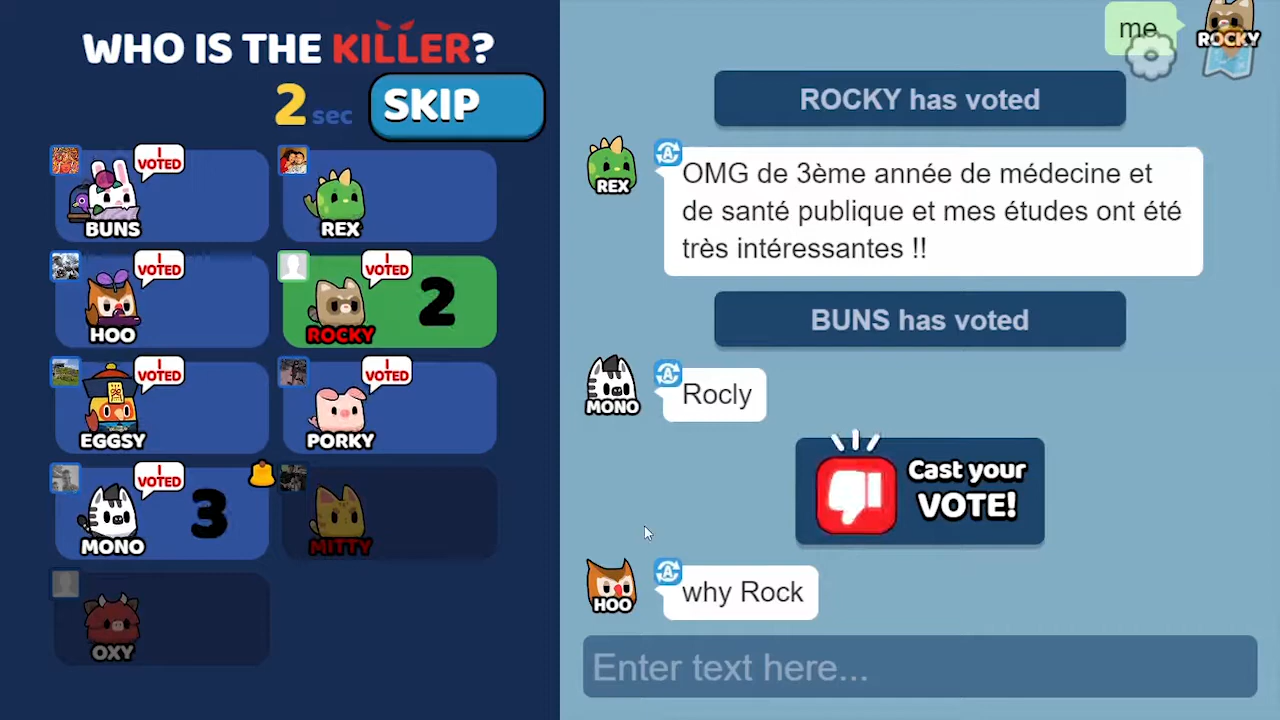 WHO IS THE KILLER?
2 sec
SKIP
I VOTED
BUNS
REX
I VOTED
HOO
I VOTED
ROCKY
2
I VOTED
EGGSY
I VOTED
PORKY
I VOTED
MONO
3
MITTY
OXY
me
ROCKY
ROCKY has voted
REX
A
OMG de 3ème année de médecine et
de santé publique et mes études ont été
très intéressantes !!
BUNS has voted
MONO
A
Rocly
Cast your
VOTE!
HOO
A
why Rock
Enter text here...